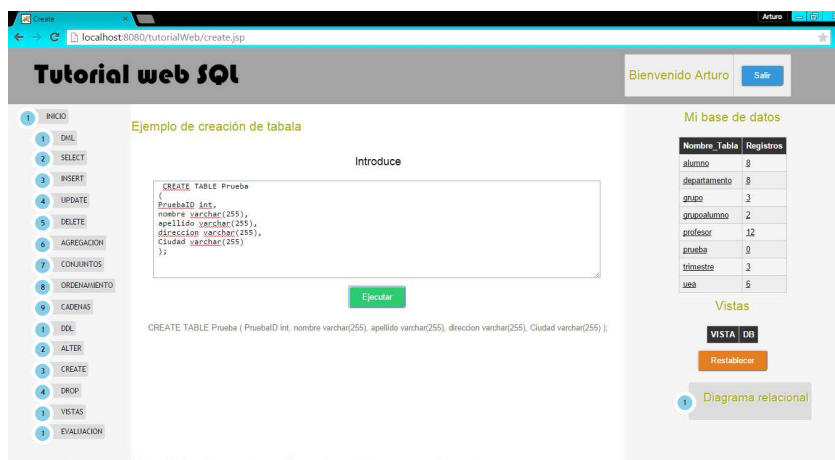 Create
Arturo
localhost:8080/tutorialWeb/create.jsp
Tutorial web SQL
Bienvenido Arturo
Salir
1 INICIO
1 DML
2 SELECT
3 INSERT
4 UPDATE
5 DELETE
6 AGREGACION
7 CONJUNTOS
8 ORDENAMIENTO
9 CADENAS
1 DDL
2 ALTER
3 CREATE
4 DROP
1 VISTAS
1 EVALUACION
Ejemplo de creación de tabala
Introduce
CREATE TABLE Prueba
(
PruebaID int,
nombre varchar(255),
apellido varchar(255),
direccion varchar(255),
Ciudad varchar(255)
);
Ejecutar
CREATE TABLE Prueba ( PruebaID int, nombre varchar(255), apellido varchar(255), direccion varchar(255), Ciudad varchar(255) );
Mi base de datos
Nombre_Tabla Registros
alumno 8
departamento 8
grupo 3
grupoalumno 2
profesor 12
prueba 0
trimestre 3
uea 6
Vistas
VISTA DB
Restablecer
1 Diagrama relacional